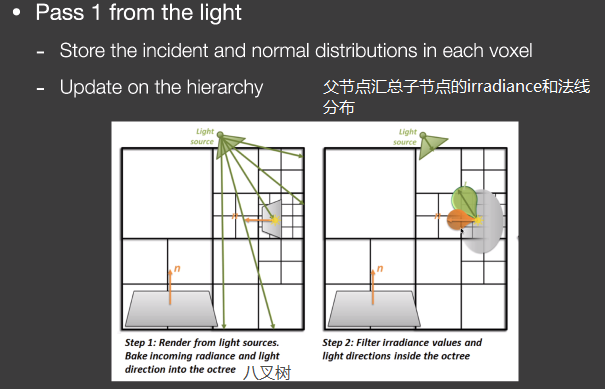 Pass 1 from the light
- Store the incident and normal distributions in each voxel
- Update on the hierarchy
父节点汇总子节点的irradiance和法线
分布
Light
source
n
n
Step 1: Render from light sources.
Bake incoming radiance and light
direction into the octree 八叉树
Light
source
n
Step 2: Filter irradiance values and
light directions inside the octree